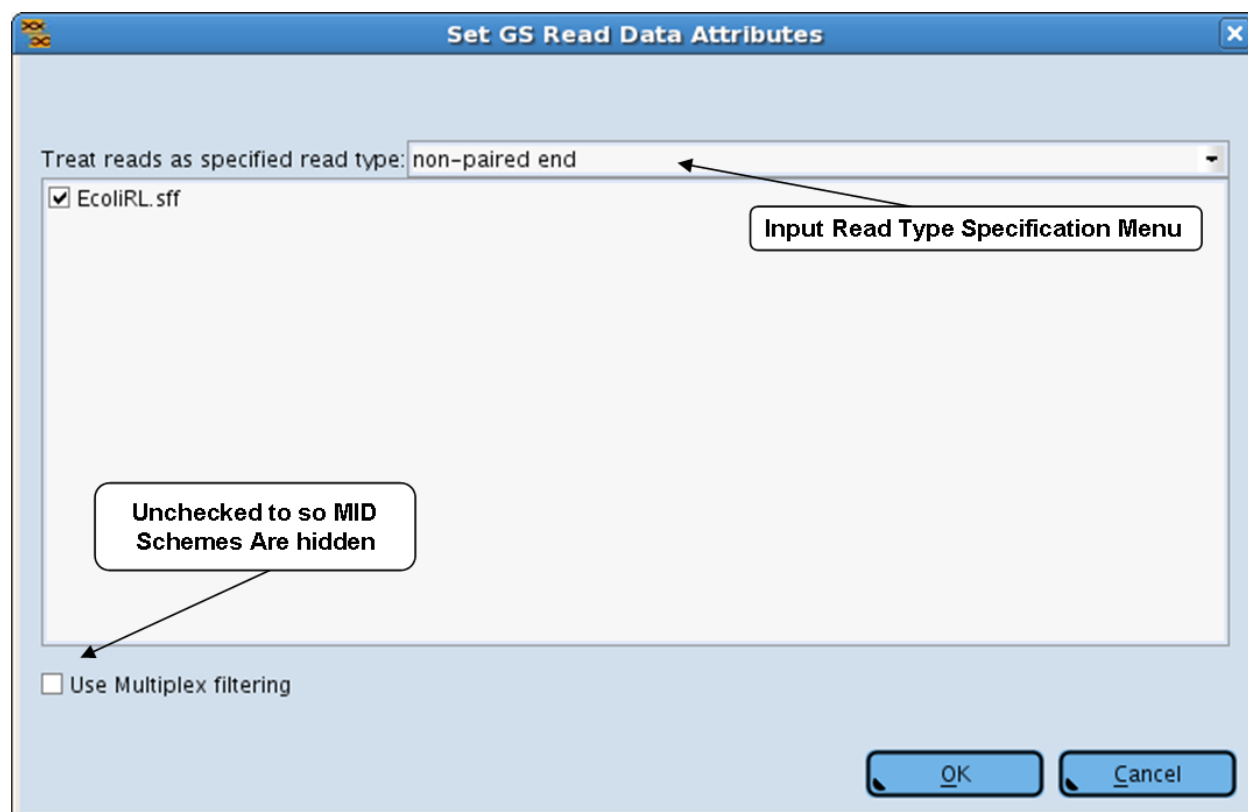 Set GS Read Data Attributes
Treat reads as specified read type: non-paired end
EcoliRL.sff
Input Read Type Specification Menu
Unchecked to so MID
Schemes Are hidden
Use Multiplex filtering
OK Cancel